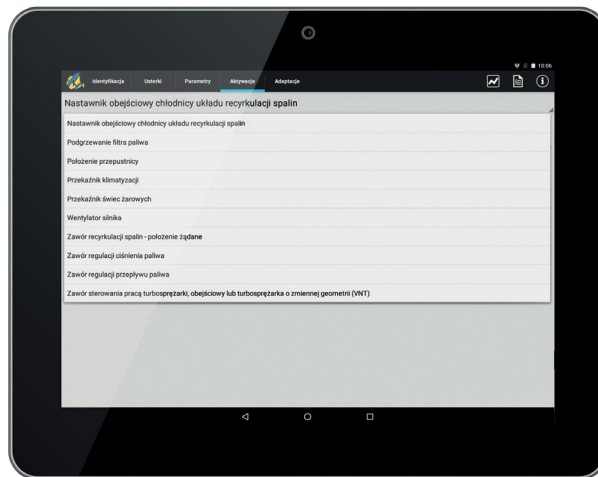 10:06
Identyfikacja Usterki Parametry Aktywacje Adaptacje
Nastawnik obejściowy chłodnicy układu recyrkulacji spalin
Nastawnik obejściowy chłodnicy układu recyrkulacji spalin
Podgrzewanie filtra paliwa
Położenie przepustnicy
Przekaźnik klimatyzacji
Przekaźnik świec żarowych
Wentylator silnika
Zawór recyrkulacji spalin - położenie żądane
Zawór regulacji ciśnienia paliwa
Zawór regulacji przepływu paliwa
Zawór sterowania pracą turbosprężarki, obejściowy lub turbosprężarka o zmiennej geometrii (VNT)